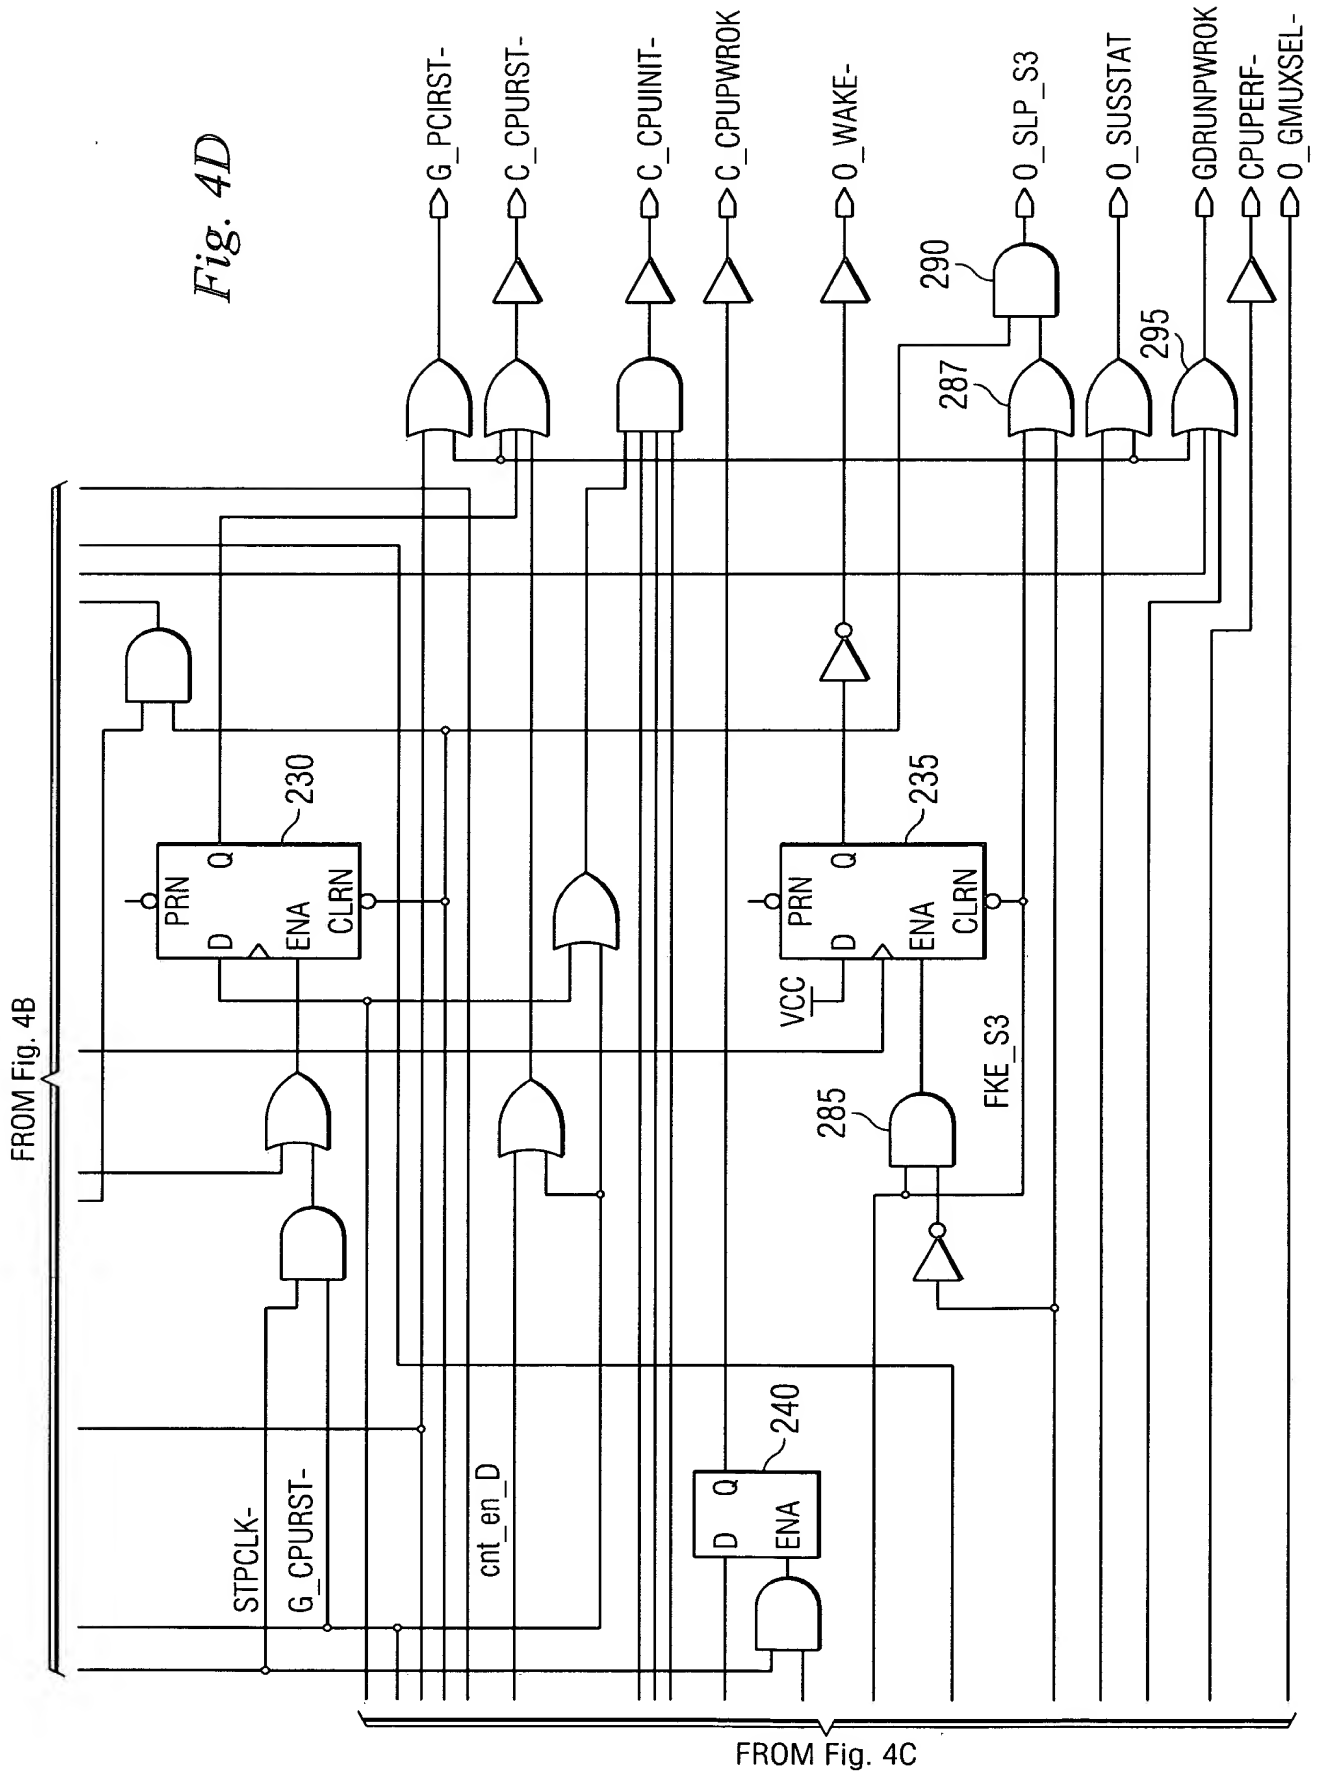 Fig. 4D
FROM Fig. 4B
FROM Fig. 4C
G_PCIRST-
C_CPURST-
C_CPUINIT-
C_CPUPWROK
O_WAKE-
O_SLP_S3
O_SUSSTAT
GDRUNPWROK
CPUPERF-
O_GMUXSEL-
STPCLK-
G_CPURST-
cnt_en_D
PRN
D
Q
ENA
CLRN
230
VCC
PRN
D
Q
ENA
CLRN
235
D
Q
ENA
240
285
FKE_S3
287
290
295